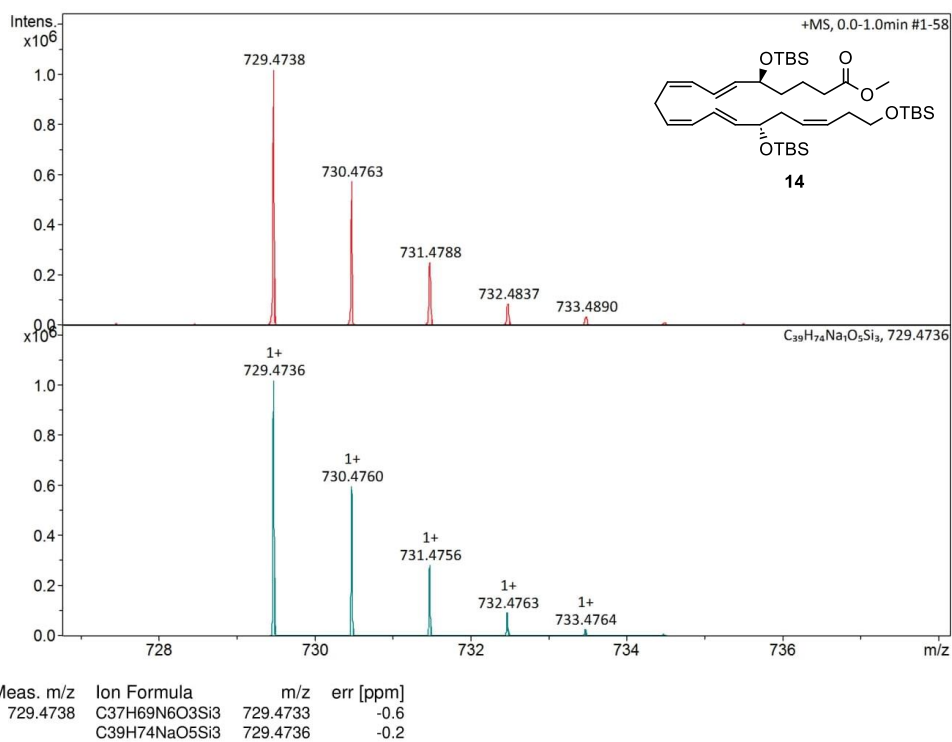 Intens.
x10⁶
+MS, 0.0-1.0min #1-58
729.4738
OTBS
O
O
OTBS
OTBS
14
1.0
0.8
730.4763
0.6
0.4
731.4788
0.2
732.4837
733.4890
0.0
x10⁶
C₃₉H₇₄Na₁O₅Si₃, 729.4736
1+
729.4736
1.0
0.8
1+
730.4760
0.6
0.4
1+
731.4756
0.2
1+
732.4763
1+
733.4764
0.0
728 730 732 734 736 m/z
Meas. m/z Ion Formula m/z err [ppm]
729.4738 C37H69N6O3Si3 729.4733 -0.6
C39H74NaO5Si3 729.4736 -0.2